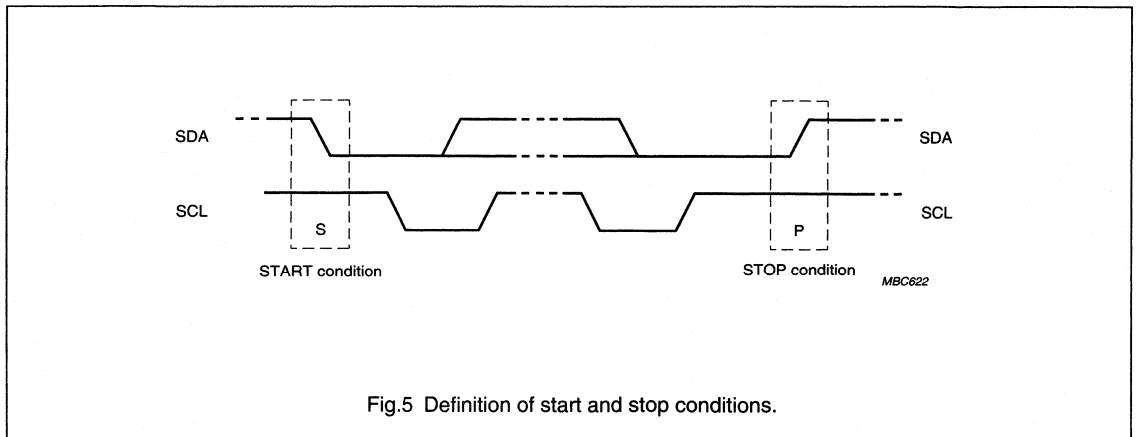 SDA
SDA
SCL
SCL
S
P
START condition
STOP condition
MBC622
Fig.5 Definition of start and stop conditions.